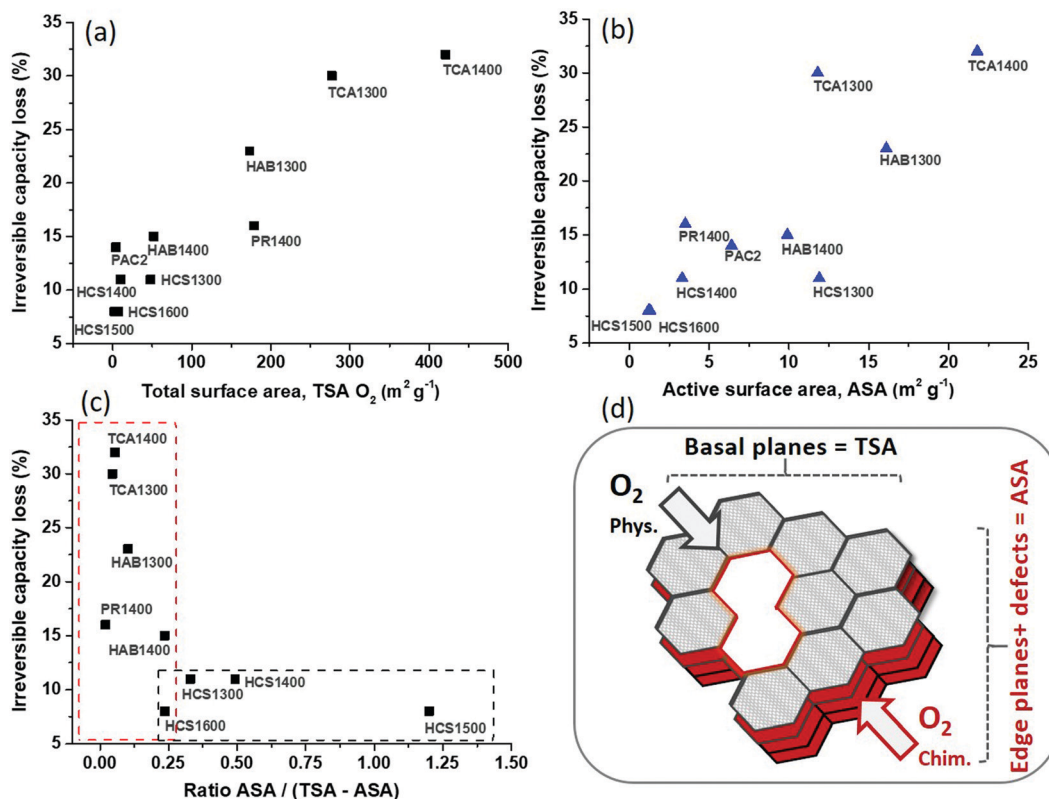 (a)
Irreversible capacity loss (%)
35
30
25
20
15
10
5
TCA1400
TCA1300
HAB1300
PR1400
HAB1400
PAC2
HCS1300
HCS1400
HCS1600
HCS1500
0 100 200 300 400 500
Total surface area, TSA O2 (m2 g-1)
(b)
Irreversible capacity loss (%)
35
30
25
20
15
10
5
TCA1400
TCA1300
HAB1300
PR1400
PAC2
HAB1400
HCS1400
HCS1300
HCS1500
HCS1600
0 5 10 15 20 25
Active surface area, ASA (m2 g-1)
(c)
Irreversible capacity loss (%)
35
30
25
20
15
10
5
TCA1400
TCA1300
HAB1300
PR1400
HAB1400
HCS1300
HCS1400
HCS1600
HCS1500
0.00 0.25 0.50 0.75 1.00 1.25 1.50
Ratio ASA / (TSA - ASA)
(d)
Basal planes = TSA
O2
Phys.
Edge planes+ defects = ASA
O2
Chim.